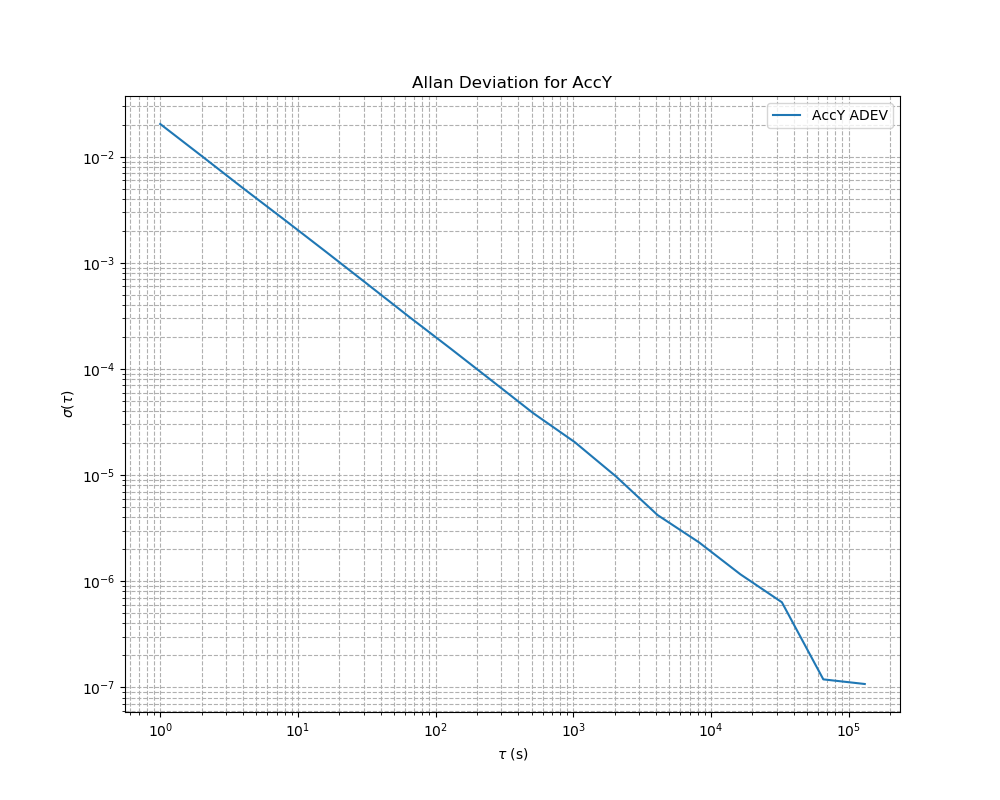 Allan Deviation for AccY
AccY ADEV
10⁻²
10⁻³
10⁻⁴
10⁻⁵
10⁻⁶
10⁻⁷
σ(τ)
10⁰ 10¹ 10² 10³ 10⁴ 10⁵
τ (s)